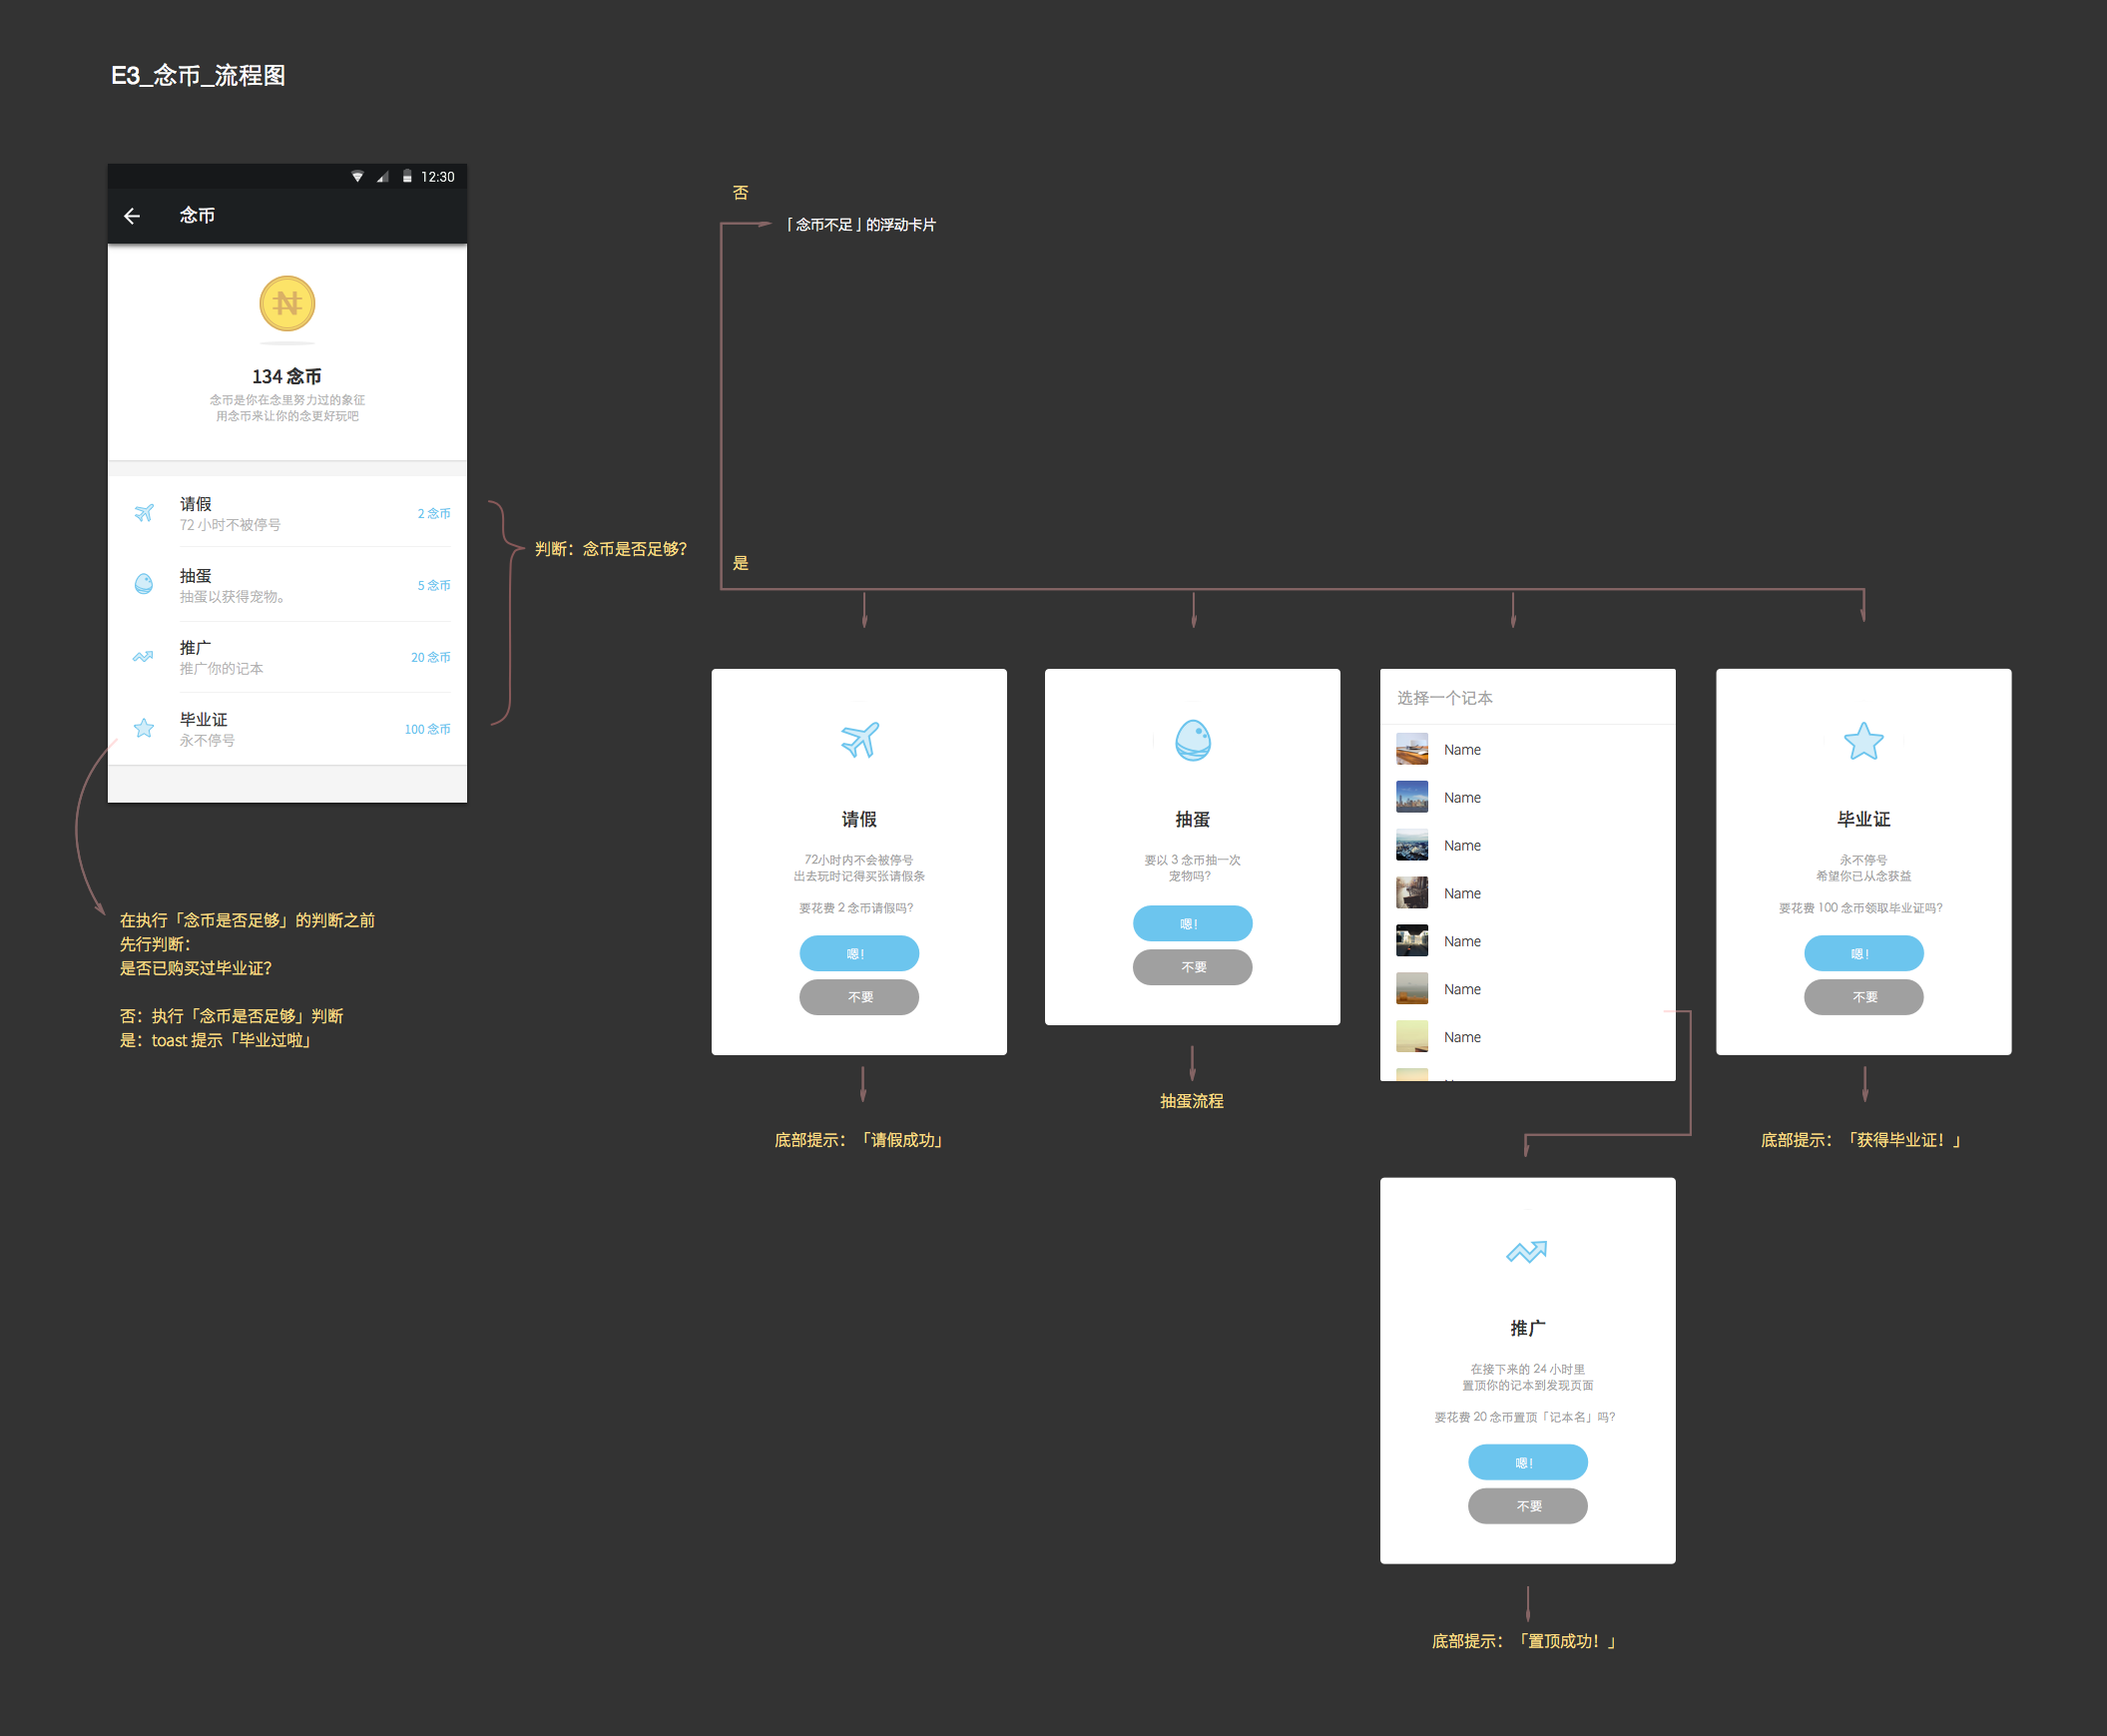 E3_念币_流程图
12:30
念币
134 念币
念币是你在念里努力过的象征
用念币来让你的念更好玩吧
请假
72 小时不被停号
2 念币
抽蛋
抽蛋以获得宠物。
5 念币
推广
推广你的记本
20 念币
毕业证
永不停号
100 念币
在执行「念币是否足够」的判断之前
先行判断：
是否已购买过毕业证？
否：执行「念币是否足够」判断
是：toast 提示「毕业过啦」
判断：念币是否足够？
否
「念币不足」的浮动卡片
是
请假
72小时内不会被停号
出去玩时记得买张请假条
要花费 2 念币请假吗？
嗯！
不要
底部提示：「请假成功」
抽蛋
要以 3 念币抽一次
宠物吗？
嗯！
不要
抽蛋流程
选择一个记本
Name
Name
Name
Name
Name
Name
Name
推广
在接下来的 24 小时里
置顶你的记本到发现页面
要花费 20 念币置顶「记本名」吗？
嗯！
不要
底部提示：「置顶成功！」
毕业证
永不停号
希望你已从念获益
要花费 100 念币领取毕业证吗？
嗯！
不要
底部提示：「获得毕业证！」